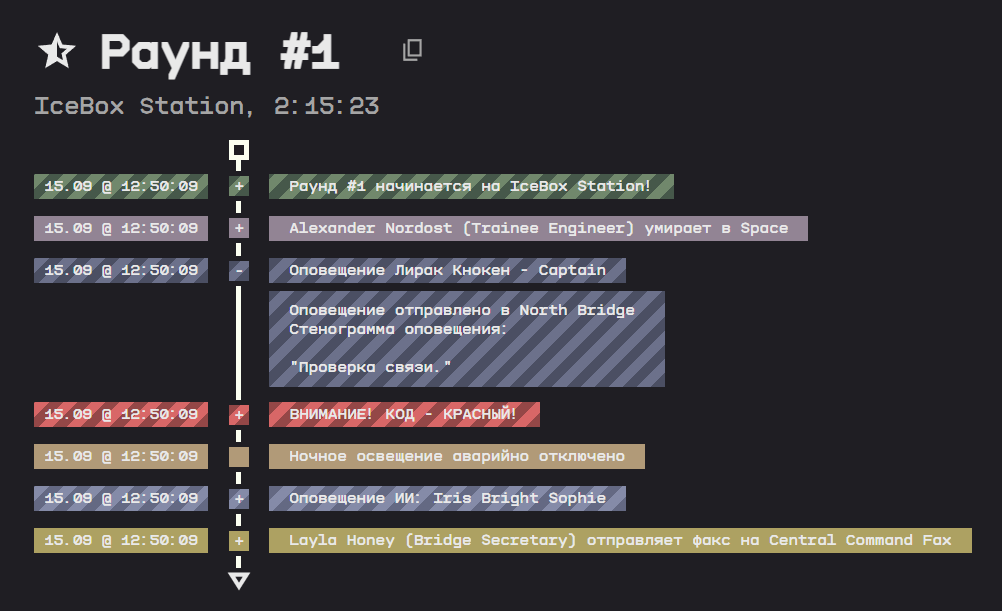 Раунд #1
IceBox Station, 2:15:23
15.09 @ 12:50:09 + Раунд #1 начинается на IceBox Station!
15.09 @ 12:50:09 + Alexander Nordost (Trainee Engineer) умирает в Space
15.09 @ 12:50:09 - Оповещение Лирак Кнокен - Captain
Оповещение отправлено в North Bridge
Стенограмма оповещения:
"Проверка связи."
15.09 @ 12:50:09 + ВНИМАНИЕ! КОД - КРАСНЫЙ!
15.09 @ 12:50:09 Ночное освещение аварийно отключено
15.09 @ 12:50:09 + Оповещение ИИ: Iris Bright Sophie
15.09 @ 12:50:09 + Layla Honey (Bridge Secretary) отправляет факс на Central Command Fax